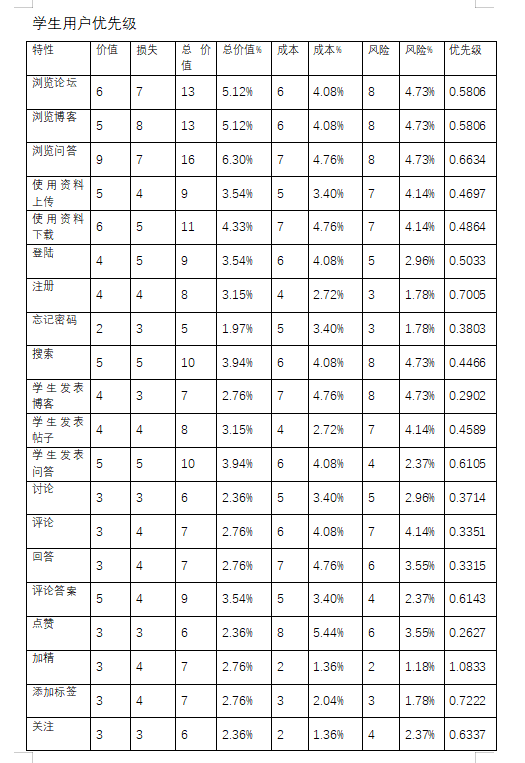 学生用户优先级
特性 价值 损失 总价值 总价值% 成本 成本% 风险 风险% 优先级
浏览论坛 6 7 13 5.12% 6 4.08% 8 4.73% 0.5806
浏览博客 5 8 13 5.12% 6 4.08% 8 4.73% 0.5806
浏览问答 9 7 16 6.30% 7 4.76% 8 4.73% 0.6634
使用资料上传 5 4 9 3.54% 5 3.40% 7 4.14% 0.4697
使用资料下载 6 5 11 4.33% 7 4.76% 7 4.14% 0.4864
登陆 4 5 9 3.54% 6 4.08% 5 2.96% 0.5033
注册 4 4 8 3.15% 4 2.72% 3 1.78% 0.7005
忘记密码 2 3 5 1.97% 5 3.40% 3 1.78% 0.3803
搜索 5 5 10 3.94% 6 4.08% 8 4.73% 0.4466
学生发表博客 4 3 7 2.76% 7 4.76% 8 4.73% 0.2902
学生发表帖子 4 4 8 3.15% 4 2.72% 7 4.14% 0.4589
学生发表问答 5 5 10 3.94% 6 4.08% 4 2.37% 0.6105
讨论 3 3 6 2.36% 5 3.40% 5 2.96% 0.3714
评论 3 4 7 2.76% 6 4.08% 7 4.14% 0.3351
回答 3 4 7 2.76% 7 4.76% 6 3.55% 0.3315
评论答案 5 4 9 3.54% 5 3.40% 4 2.37% 0.6143
点赞 3 3 6 2.36% 8 5.44% 6 3.55% 0.2627
加精 3 4 7 2.76% 2 1.36% 2 1.18% 1.0833
添加标签 3 4 7 2.76% 3 2.04% 3 1.78% 0.7222
关注 3 3 6 2.36% 2 1.36% 4 2.37% 0.6337